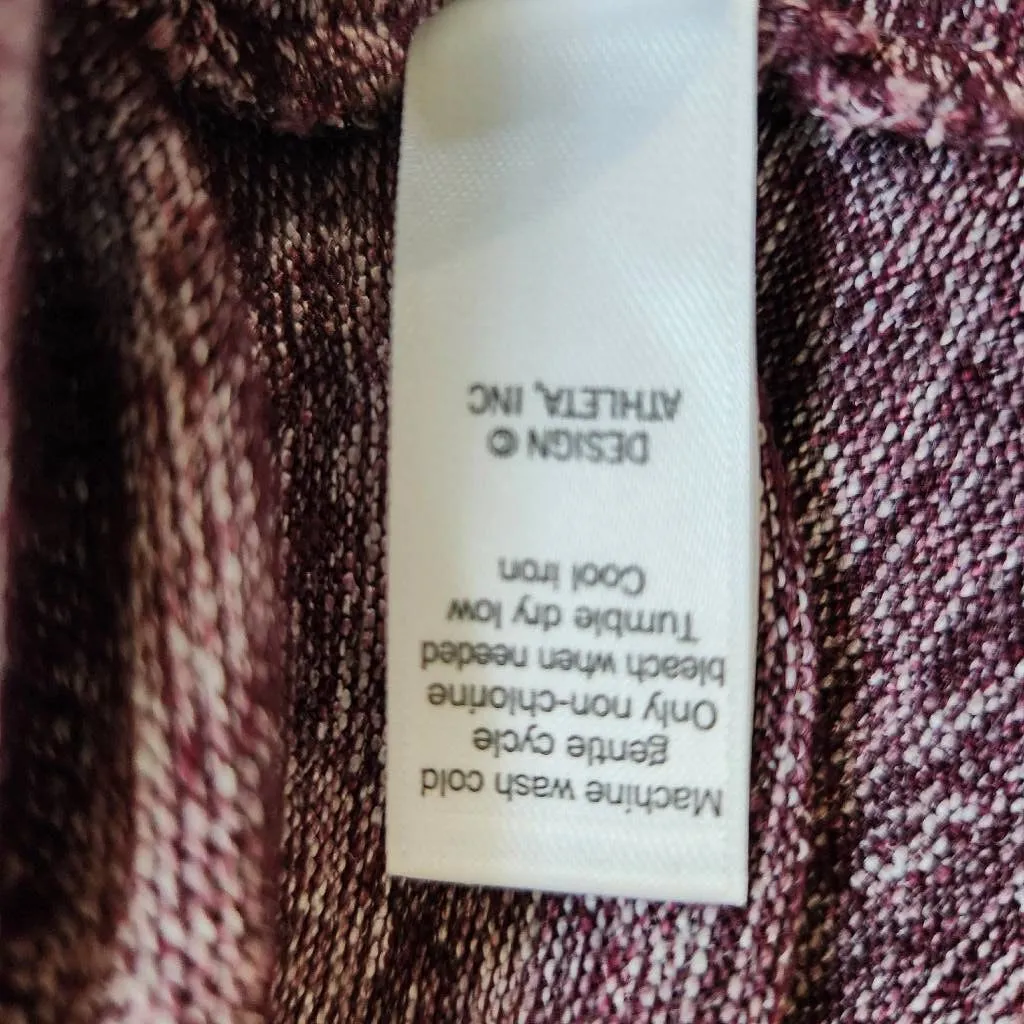 Machine wash cold
gentle cycle
Only non-chlorine
bleach when needed
Tumble dry low
Cool Iron
DESIGN ©
ATHLETA, INC